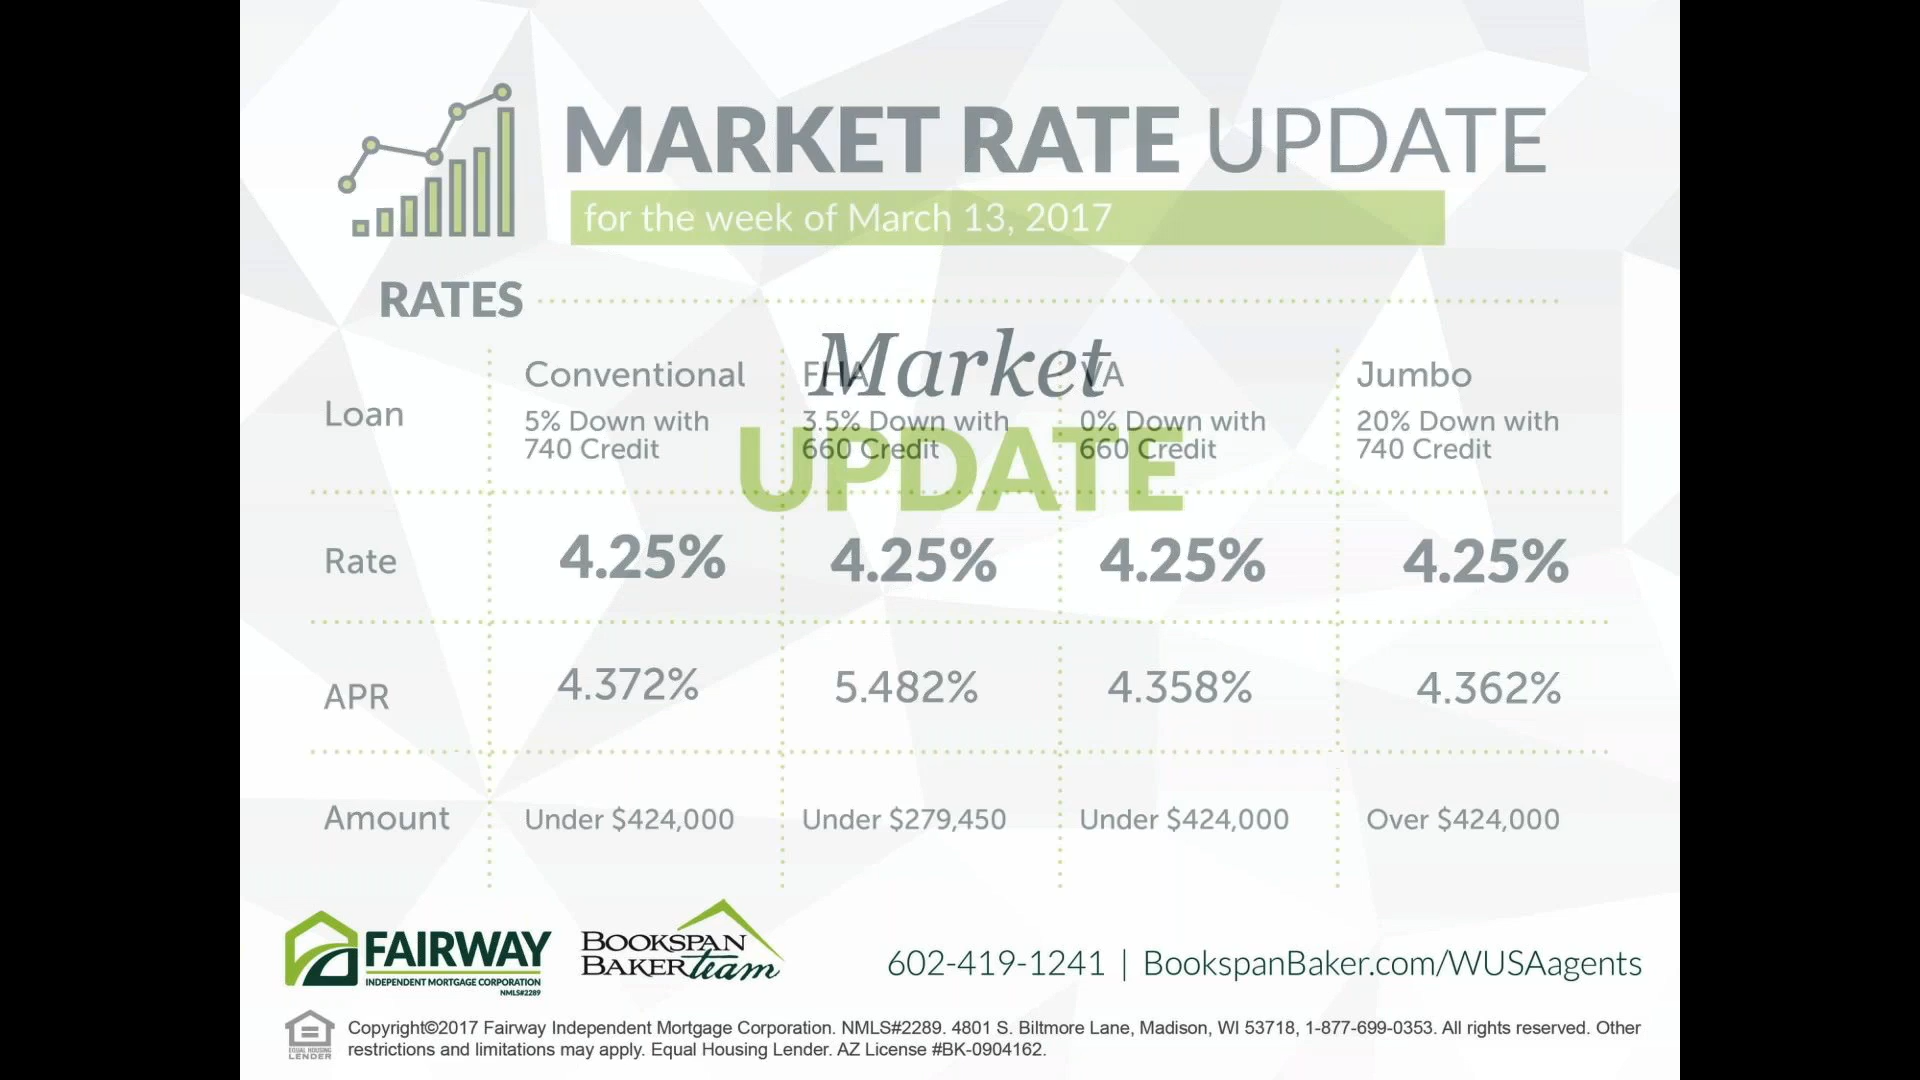 MARKET RATE UPDATE
for the week of March 13, 2017
RATES
Market
UPDATE
Loan
Conventional
5% Down with
740 Credit
FHA
3.5% Down with
660 Credit
VA
0% Down with
660 Credit
Jumbo
20% Down with
740 Credit
Rate 4.25% 4.25% 4.25% 4.25%
APR 4.372% 5.482% 4.358% 4.362%
Amount Under $424,000 Under $279,450 Under $424,000 Over $424,000
FAIRWAY
INDEPENDENT MORTGAGE CORPORATION
NMLS#2289
BOOKSPAN
BAKER team
602-419-1241 | BookspanBaker.com/WUSAagents
EQUAL HOUSING
LENDER
Copyright©2017 Fairway Independent Mortgage Corporation. NMLS#2289. 4801 S. Biltmore Lane, Madison, WI 53718, 1-877-699-0353. All rights reserved. Other
restrictions and limitations may apply. Equal Housing Lender. AZ License #BK-0904162.